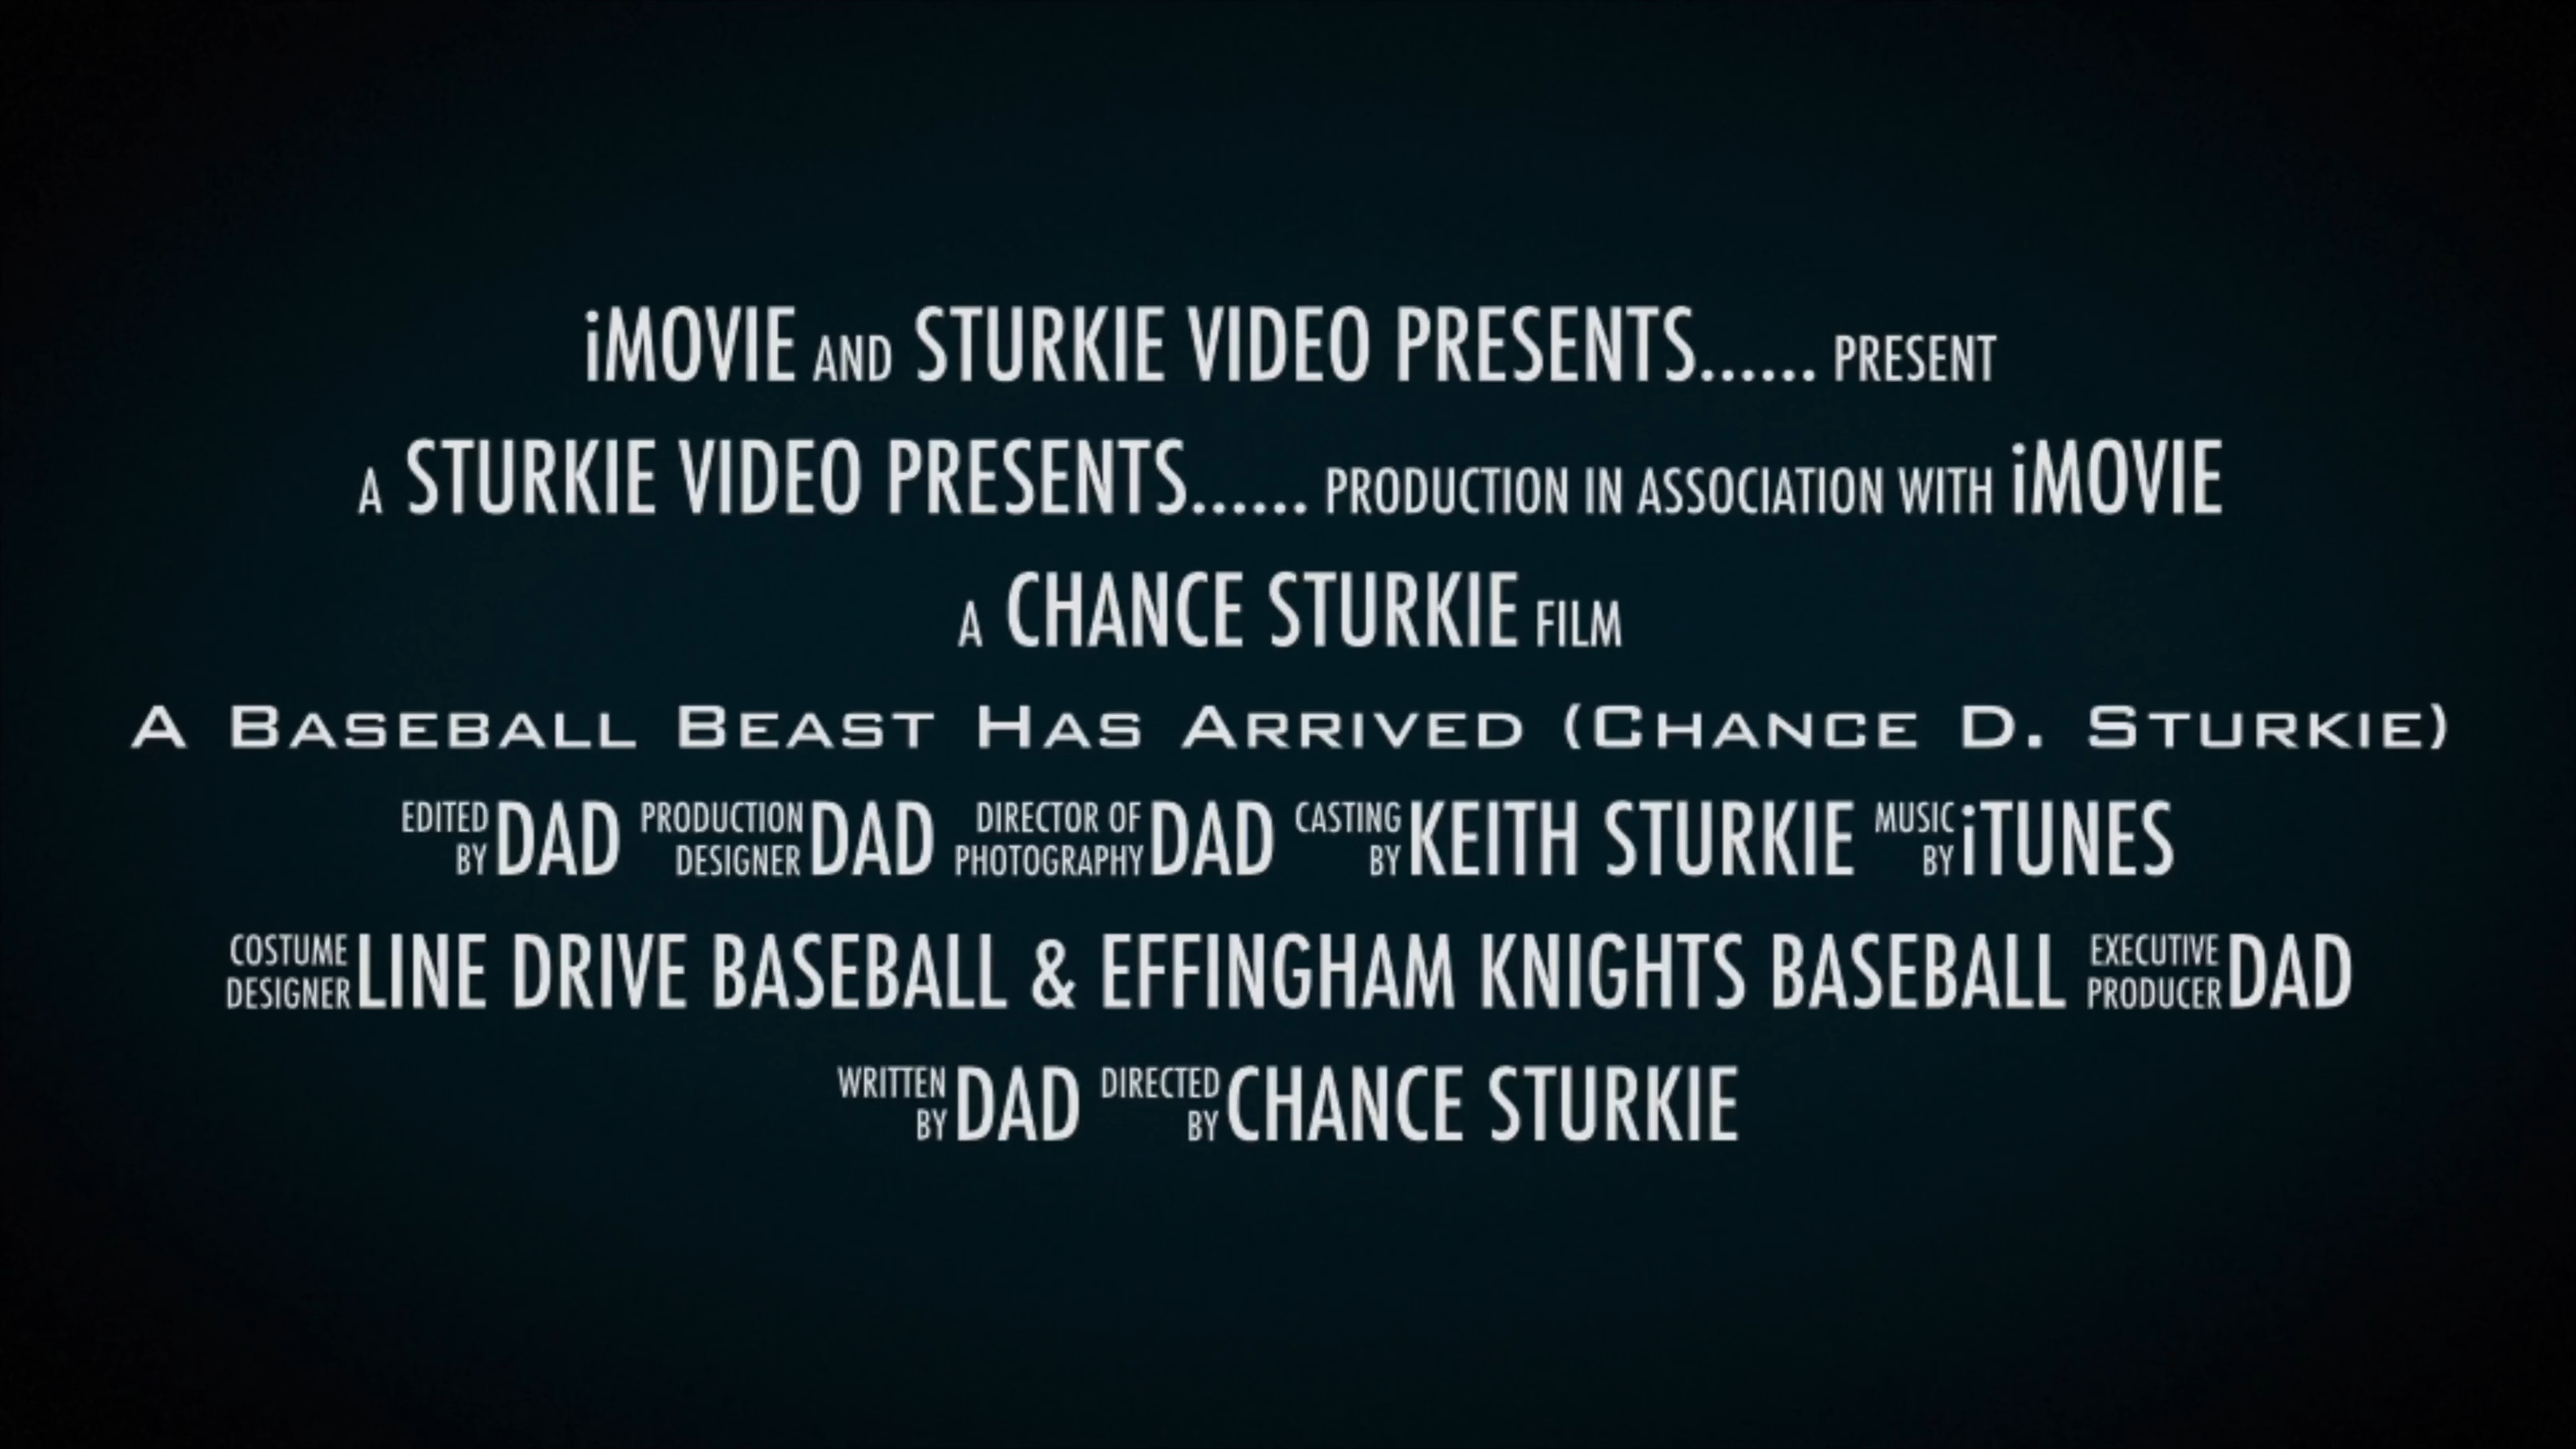 iMOVIE AND STURKIE VIDEO PRESENTS...... PRESENT
A STURKIE VIDEO PRESENTS...... PRODUCTION IN ASSOCIATION WITH iMOVIE
A CHANCE STURKIE FILM
A BASEBALL BEAST HAS ARRIVED (CHANCE D. STURKIE)
EDITED BY DAD PRODUCTION DESIGNER DAD DIRECTOR OF PHOTOGRAPHY DAD CASTING BY KEITH STURKIE MUSIC BY iTUNES
COSTUME DESIGNER LINE DRIVE BASEBALL & EFFINGHAM KNIGHTS BASEBALL EXECUTIVE PRODUCER DAD
WRITTEN BY DAD DIRECTED BY CHANCE STURKIE